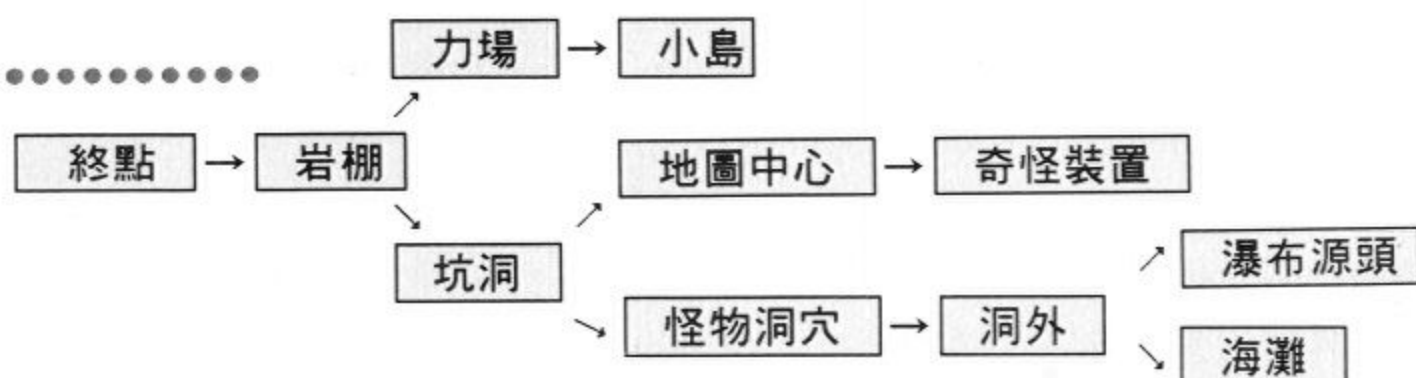 力場 → 小島
終點 → 岩棚
地圖中心 → 奇怪裝置
坑洞
瀑布源頭
怪物洞穴 → 洞外
海灘